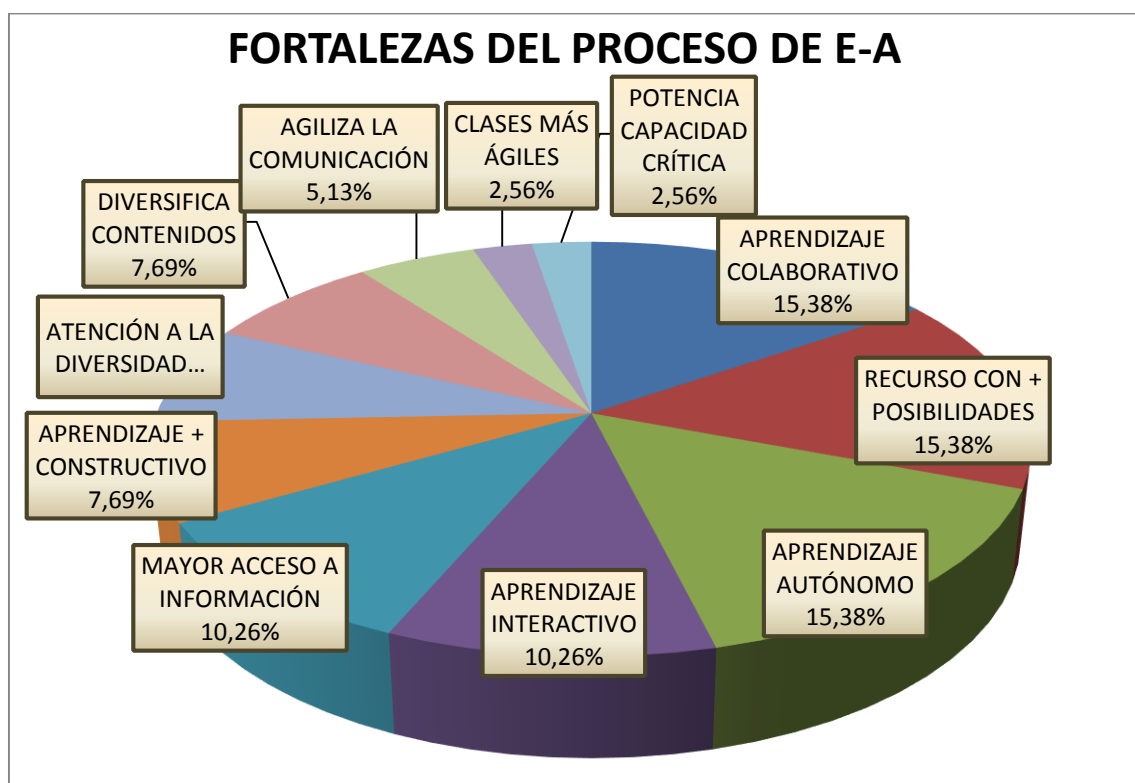 FORTALEZAS DEL PROCESO DE E-A
POTENCIA
CAPACIDAD
CRÍTICA
2,56%
CLASES MÁS
ÁGILES
2,56%
AGILIZA LA
COMUNICACIÓN
5,13%
DIVERSIFICA
CONTENIDOS
7,69%
ATENCIÓN A LA
DIVERSIDAD...
APRENDIZAJE +
CONSTRUCTIVO
7,69%
MAYOR ACCESO A
INFORMACIÓN
10,26%
APRENDIZAJE
INTERACTIVO
10,26%
APRENDIZAJE
AUTÓNOMO
15,38%
RECURSO CON +
POSIBILIDADES
15,38%
APRENDIZAJE
COLABORATIVO
15,38%